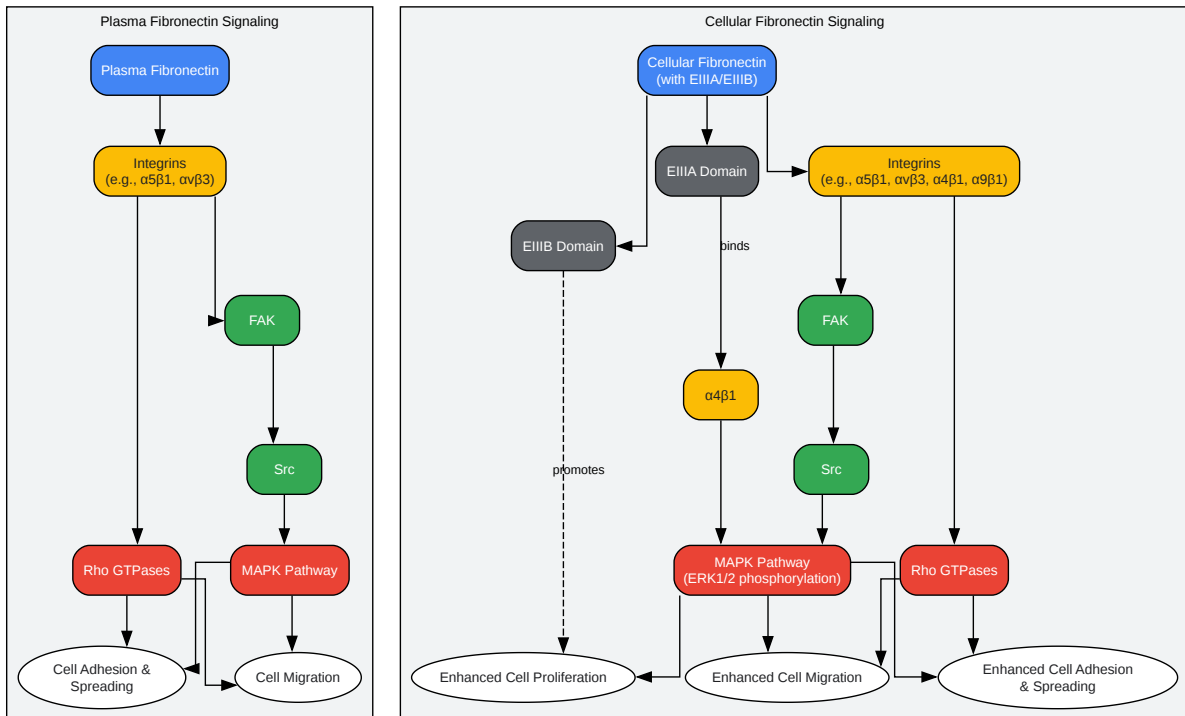 Plasma Fibronectin Signaling
Plasma Fibronectin
Integrins
(e.g., α5β1, αvβ3)
FAK
Src
Rho GTPases
MAPK Pathway
Cell Adhesion &
Spreading
Cell Migration
Cellular Fibronectin Signaling
Cellular Fibronectin
(with EIIIA/EIIIB)
EIIIA Domain
Integrins
(e.g., α5β1, αvβ3, α4β1, α9β1)
EIIIB Domain
binds
FAK
α4β1
promotes
Src
MAPK Pathway
(ERK1/2 phosphorylation)
Rho GTPases
Enhanced Cell Proliferation
Enhanced Cell Migration
Enhanced Cell Adhesion
& Spreading